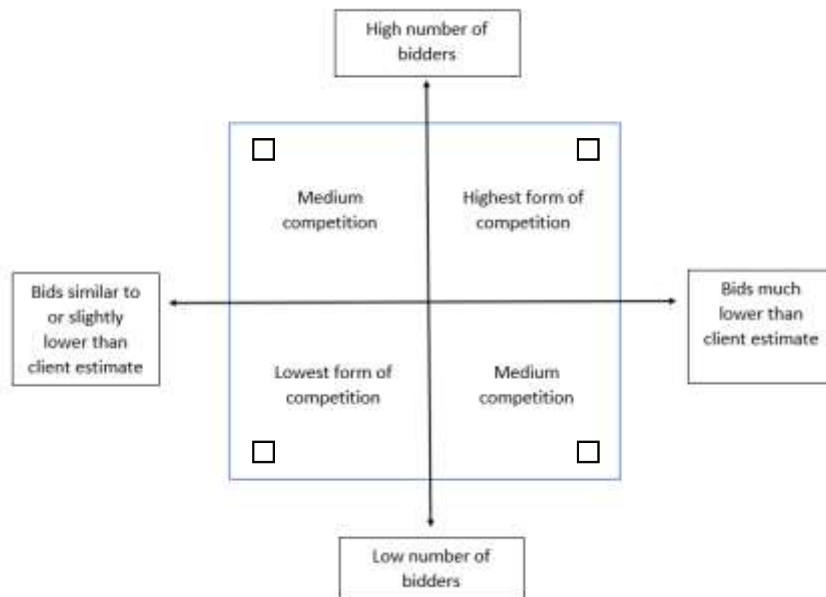 High number of
bidders
Medium
competition
Highest form of
competition
Bids similar to
or slightly
lower than
client estimate
Bids much
lower than
client estimate
Lowest form of
competition
Medium
competition
Low number of
bidders